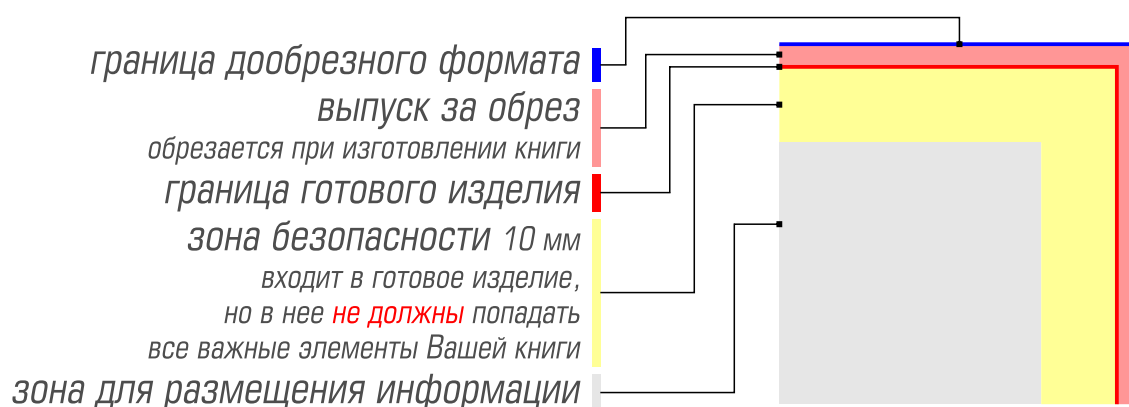 граница дообрезного формата
выпуск за обрез
обрезается при изготовлении книги
граница готового изделия
зона безопасности 10 мм
входит в готовое изделие,
но в нее не должны попадать
все важные элементы Вашей книги
зона для размещения информации